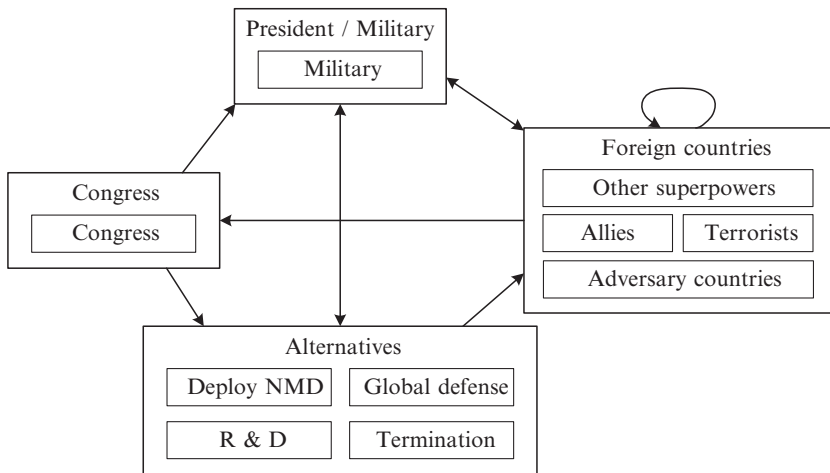 President / Military
Military
Foreign countries
Other superpowers
Allies
Terrorists
Adversary countries
Congress
Congress
Alternatives
Deploy NMD
Global defense
R & D
Termination